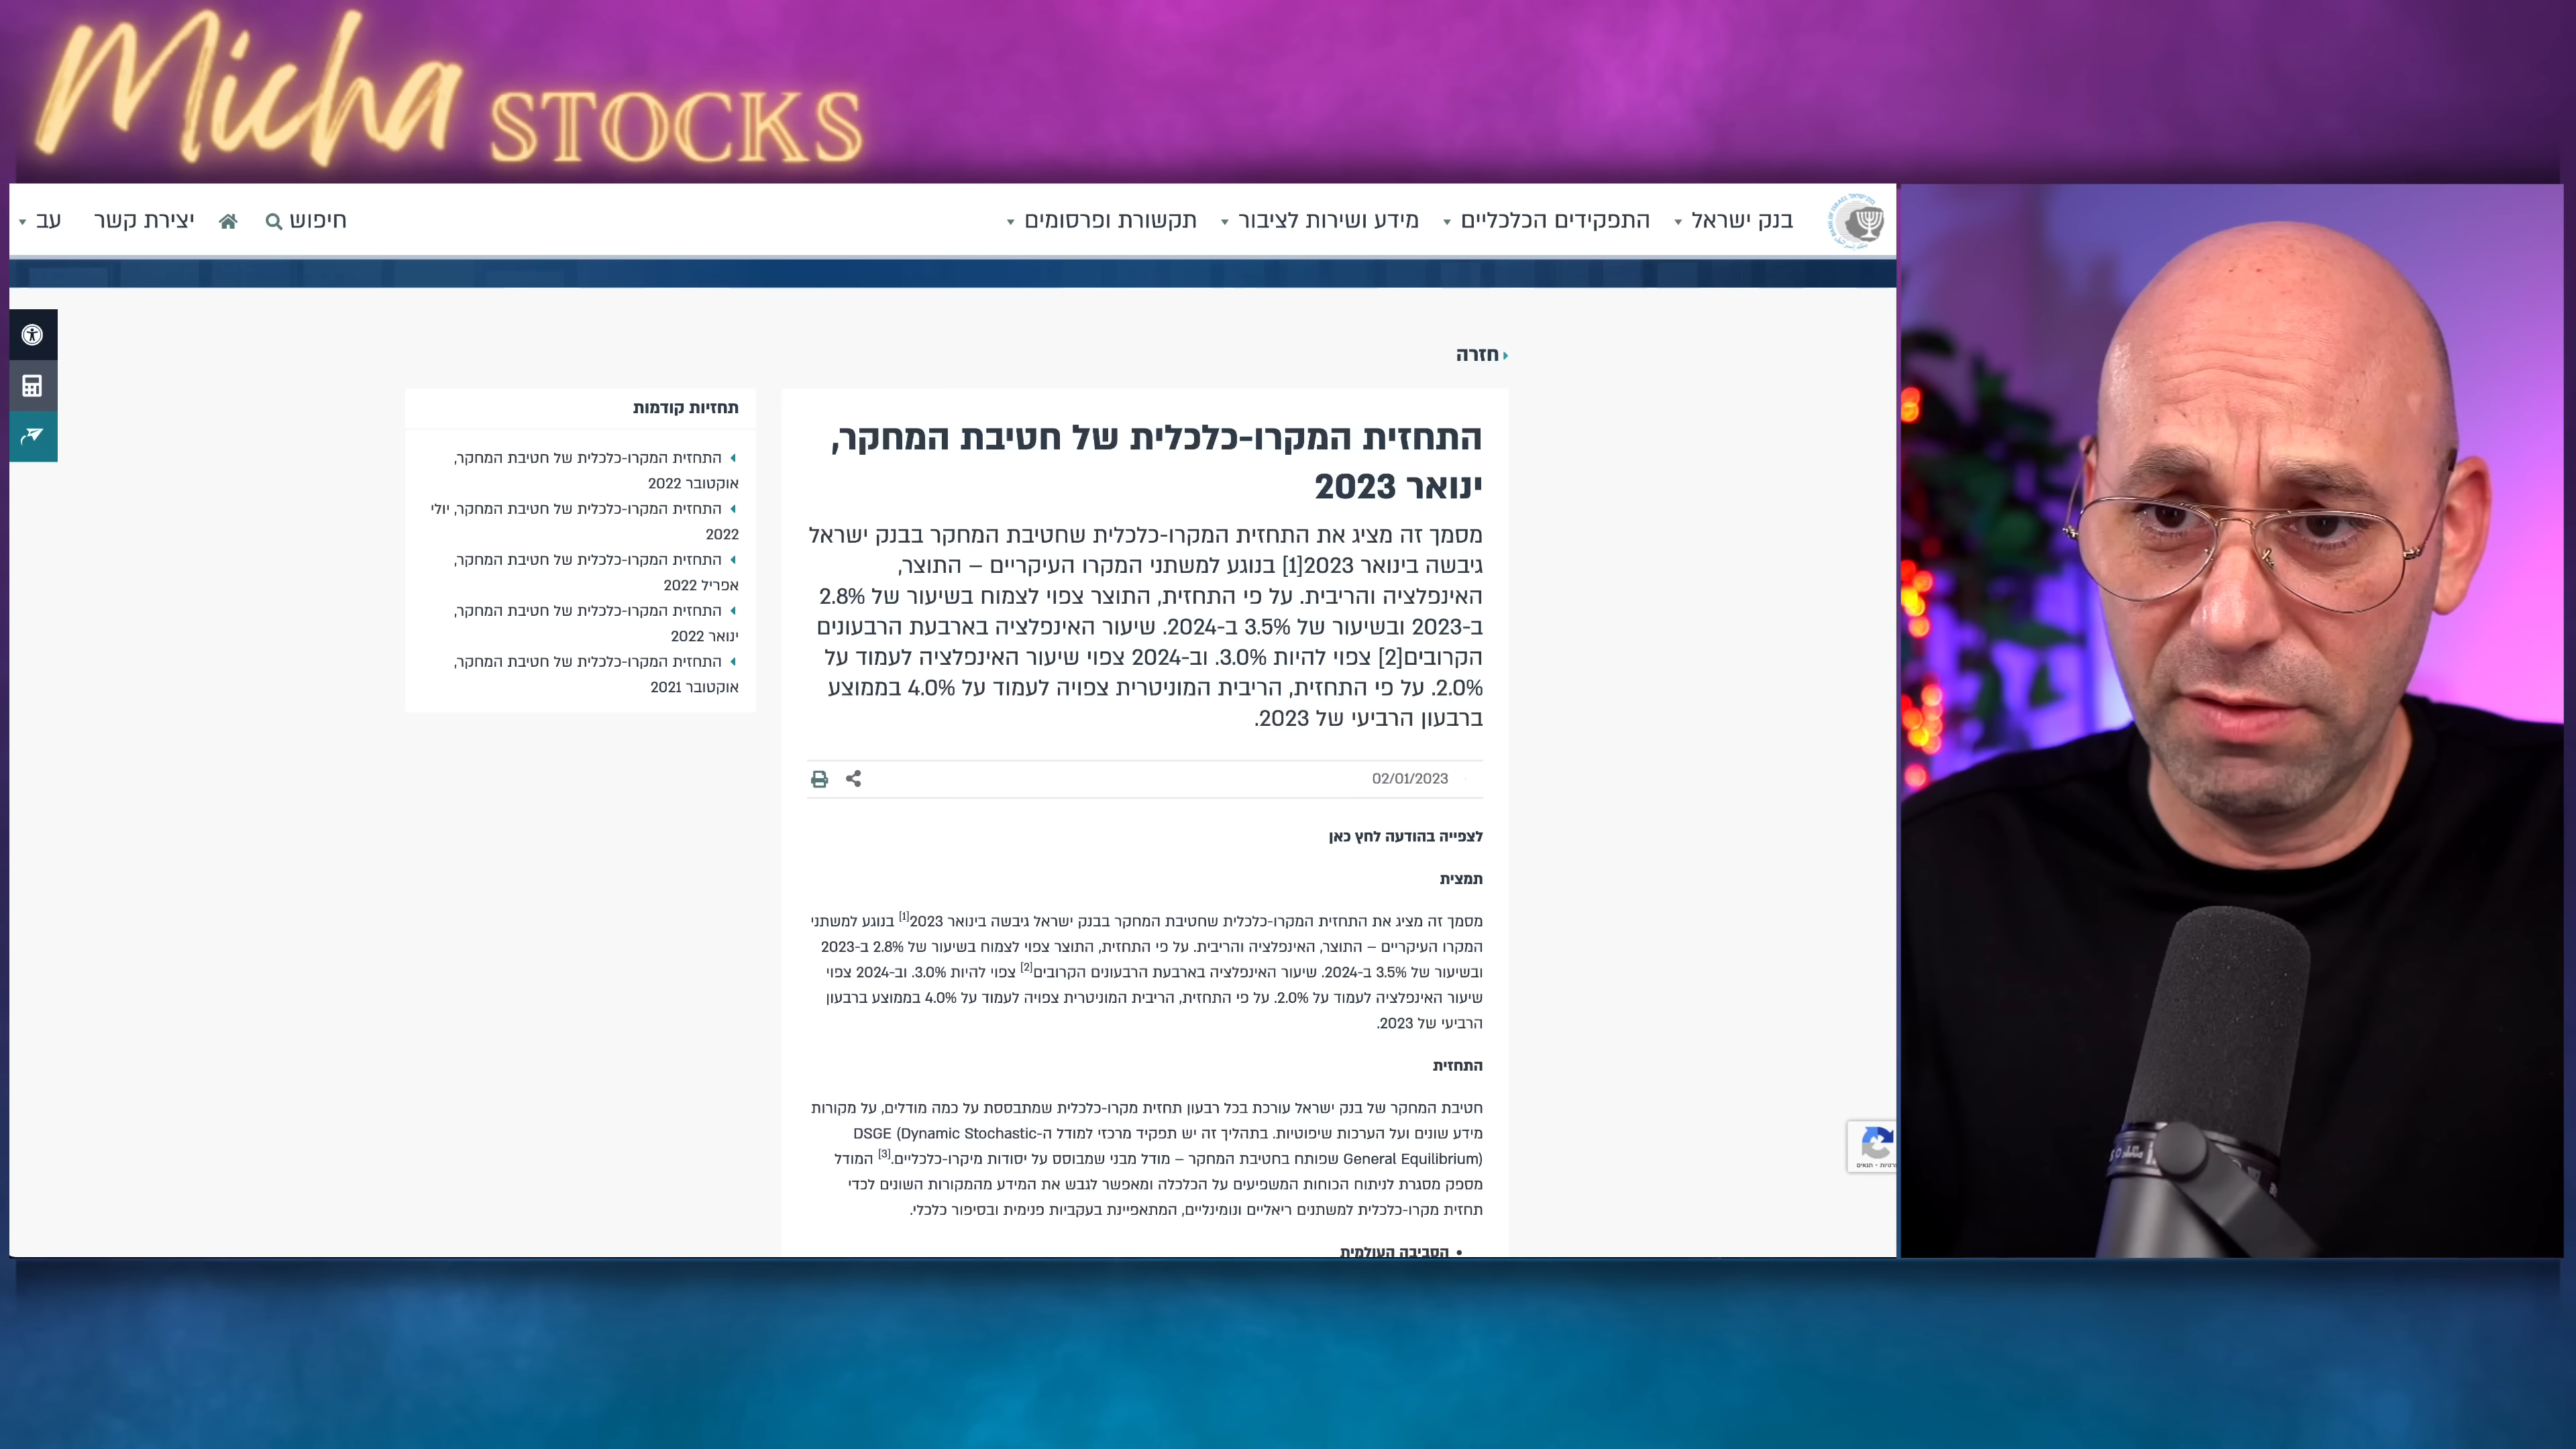 Micha STOCKS
בנק ישראל
התפקידים הכלכליים
מידע ושירות לציבור
תקשורת ופרסומים
חיפוש
יצירת קשר
עב
חזרה
התחזית המקרו-כלכלית של חטיבת המחקר,
ינואר 2023
מסמך זה מציג את התחזית המקרו-כלכלית שחטיבת המחקר בבנק ישראל
גיבשה בינואר 2023[1] בנוגע למשתני המקרו העיקריים – התוצר,
האינפלציה והריבית. על פי התחזית, התוצר צפוי לצמוח בשיעור של 2.8%
ב-2023 ובשיעור של 3.5% ב-2024. שיעור האינפלציה בארבעת הרבעונים
הקרובים[2] צפוי להיות 3.0%. וב-2024 צפוי שיעור האינפלציה לעמוד על
2.0%. על פי התחזית, הריבית המוניטרית צפויה לעמוד על 4.0% בממוצע
ברבעון הרביעי של 2023.
02/01/2023
לצפייה בהודעה לחץ כאן
תמצית
מסמך זה מציג את התחזית המקרו-כלכלית שחטיבת המחקר בבנק ישראל גיבשה בינואר 2023[1] בנוגע למשתני
המקרו העיקריים – התוצר, האינפלציה והריבית. על פי התחזית, התוצר צפוי לצמוח בשיעור של 2.8% ב-2023
ובשיעור של 3.5% ב-2024. שיעור האינפלציה בארבעת הרבעונים הקרובים[2] צפוי להיות 3.0%. וב-2024 צפוי
שיעור האינפלציה לעמוד על 2.0%. על פי התחזית, הריבית המוניטרית צפויה לעמוד על 4.0% בממוצע ברבעון
הרביעי של 2023.
התחזית
חטיבת המחקר של בנק ישראל עורכת בכל רבעון תחזית מקרו-כלכלית שמתבססת על כמה מודלים, על מקורות
מידע שונים ועל הערכות שיפוטיות. בתהליך זה יש תפקיד מרכזי למודל ה-DSGE (Dynamic Stochastic
General Equilibrium) שפותח בחטיבת המחקר – מודל מבני שמבוסס על יסודות מיקרו-כלכליים.[3] המודל
מספק מסגרת לניתוח הכוחות המשפיעים על הכלכלה ומאפשר לגבש את המידע מהמקורות השונים לכדי
תחזית מקרו-כלכלית למשתנים ריאליים ונומינליים, המתאפיינת בעקביות פנימית ובסיפור כלכלי.
• הסביבה העולמית
תחזיות קודמות
התחזית המקרו-כלכלית של חטיבת המחקר,
אוקטובר 2022
התחזית המקרו-כלכלית של חטיבת המחקר, יולי
2022
התחזית המקרו-כלכלית של חטיבת המחקר,
אפריל 2022
התחזית המקרו-כלכלית של חטיבת המחקר,
ינואר 2022
התחזית המקרו-כלכלית של חטיבת המחקר,
אוקטובר 2021